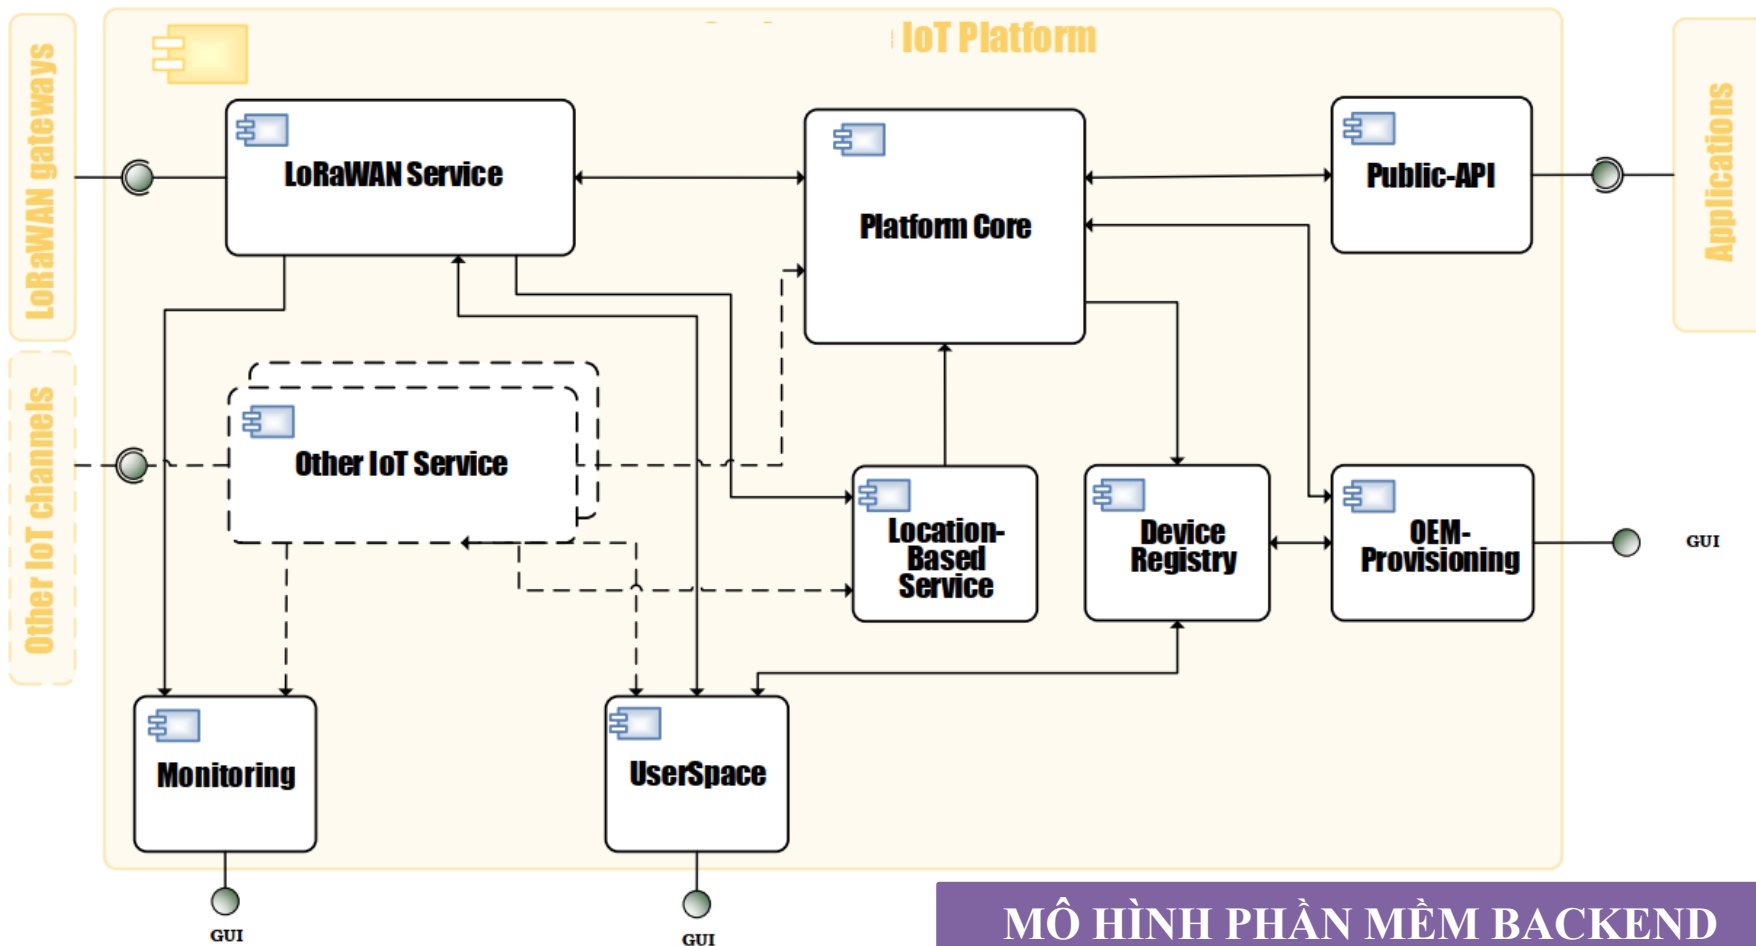 IoT Platform
LoRaWAN gateways
LoRaWAN Service
Platform Core
Public-API
Applications
Other IoT channels
Other IoT Service
Location-
Based
Service
Device
Registry
OEM-
Provisioning
GUI
Monitoring
UserSpace
GUI
GUI
MÔ HÌNH PHẦN MỀM BACKEND